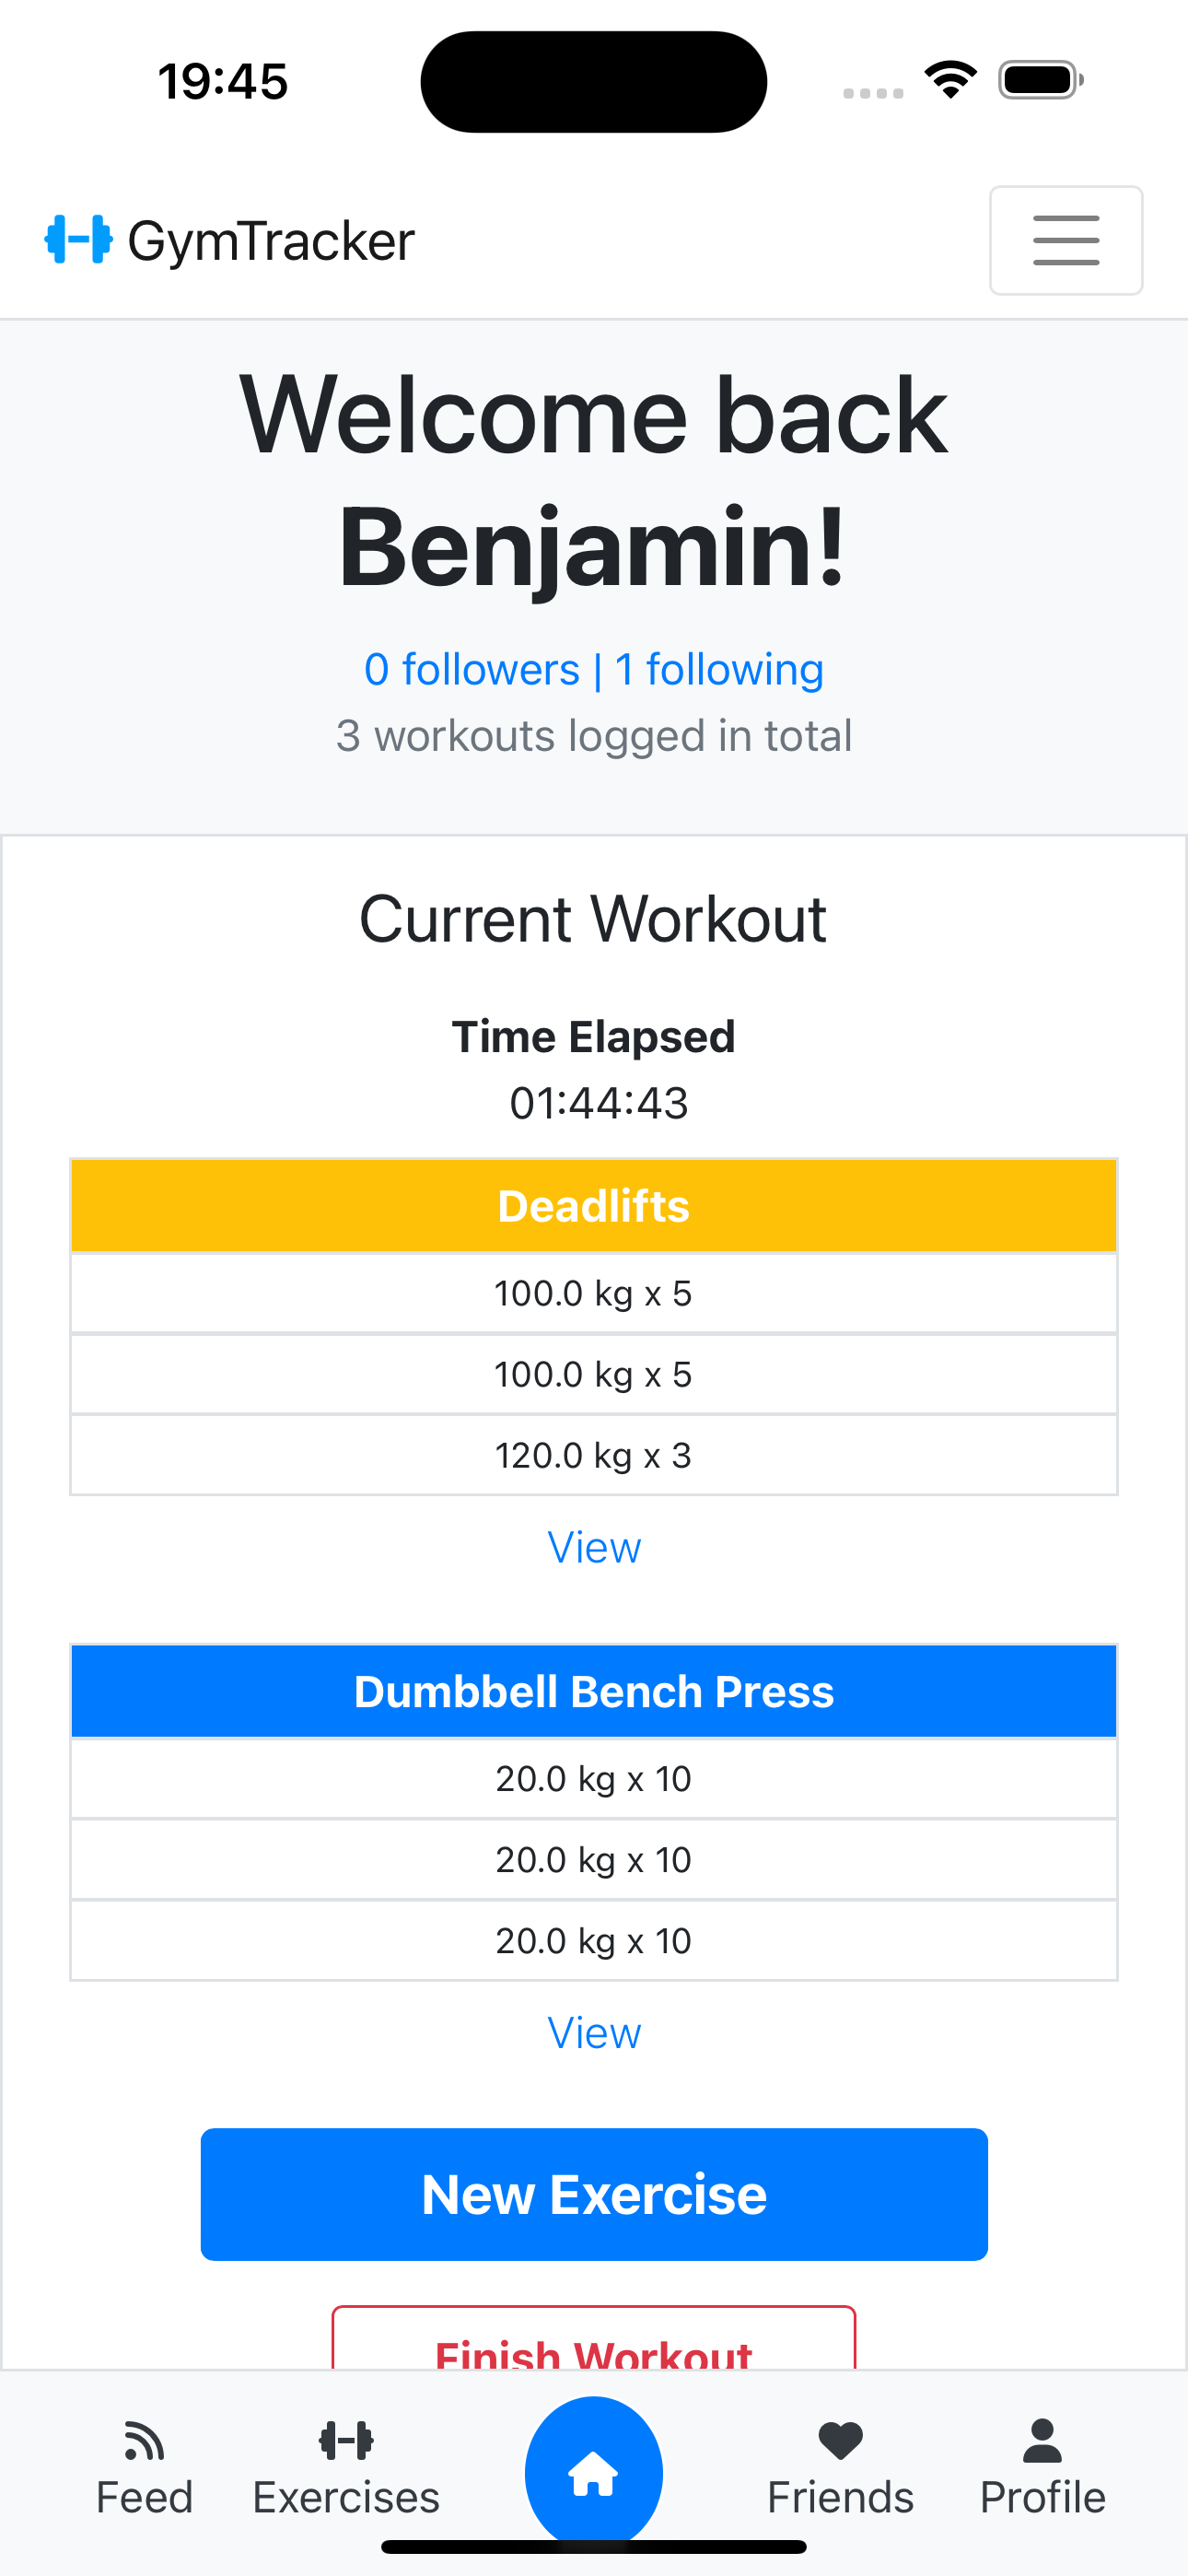 19:45
GymTracker
Welcome back
Benjamin!
0 followers | 1 following
3 workouts logged in total
Current Workout
Time Elapsed
01:44:43
Deadlifts
100.0 kg x 5
100.0 kg x 5
120.0 kg x 3
View
Dumbbell Bench Press
20.0 kg x 10
20.0 kg x 10
20.0 kg x 10
View
New Exercise
Finish Workout
Feed Exercises Friends Profile